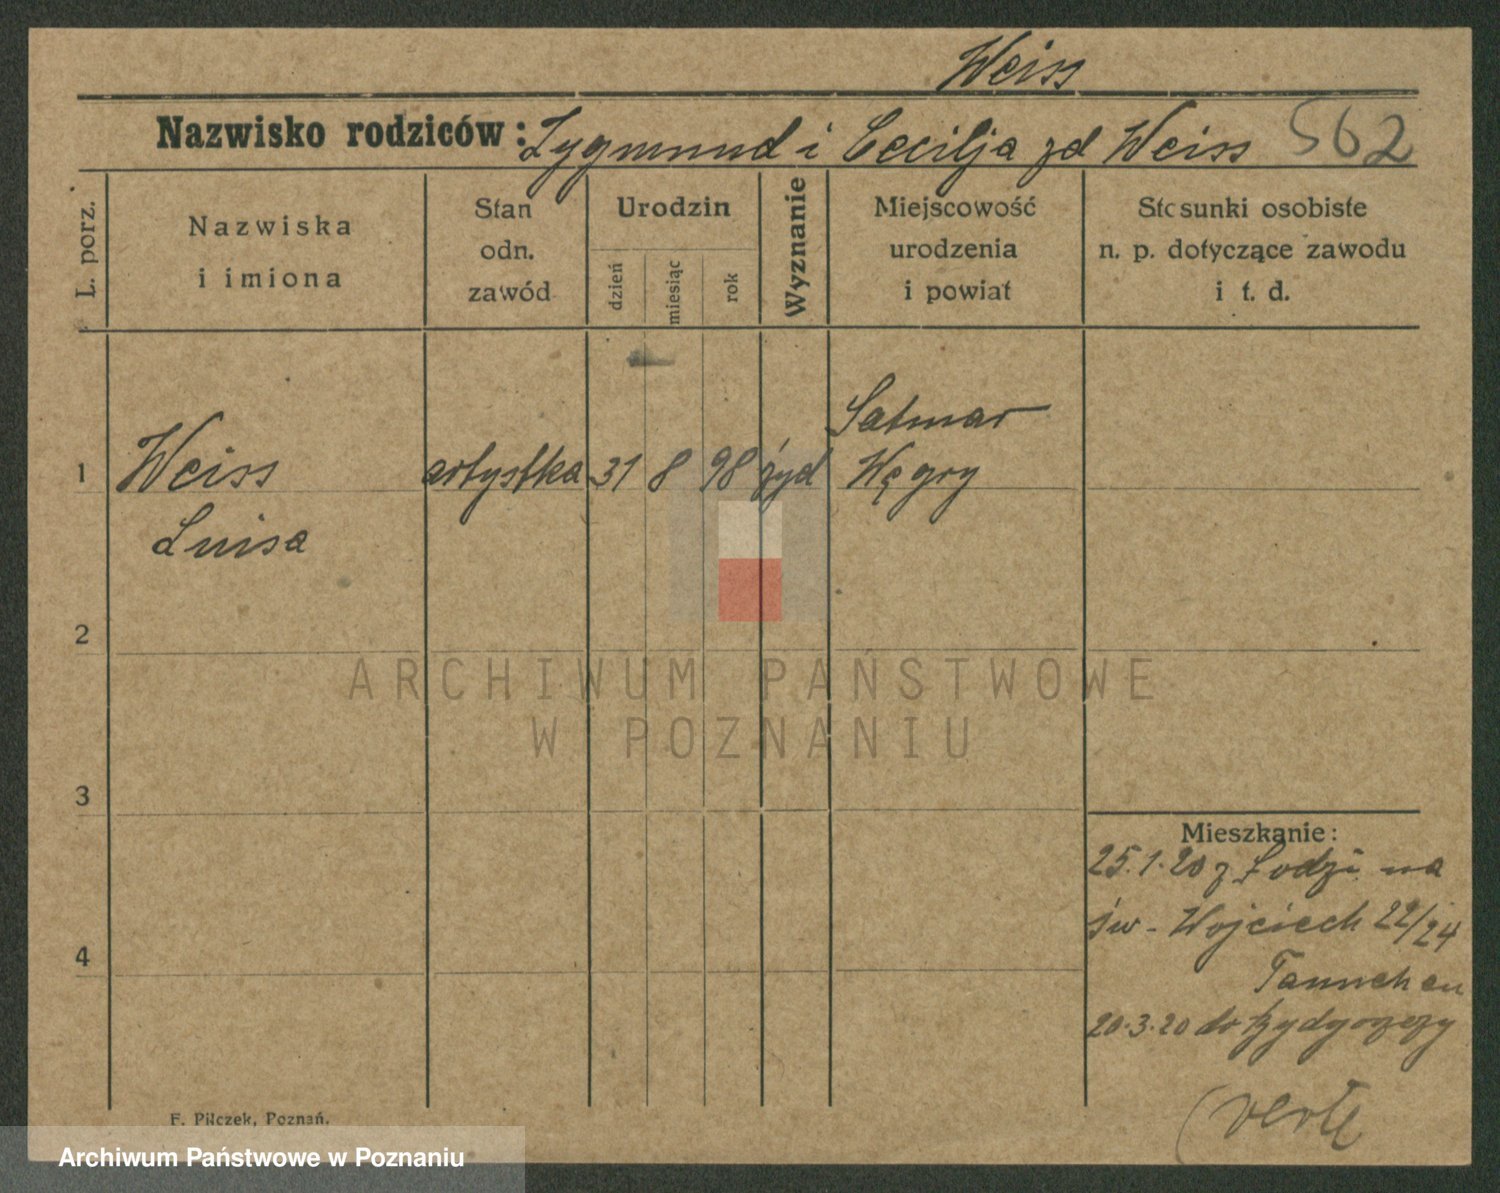 Weiss
Nazwisko rodziców: Zygmund i Cecilja zd Weiss 562
L. porz.
Nazwiska
i imiona
Stan
odn.
zawód
Urodzin
dzień
miesiąc
rok
Wyznanie
Miejscowość
urodzenia
i powiat
Stosunki osobiste
n. p. dotyczące zawodu
i t. d.
Satmar
1 Weiss artystka 31 8 98 żyd Węgry
Luisa
2
ARCHIWUM PAŃSTWOWE
W POZNANIU
3
Mieszkanie:
25.1.20 z Łodzi na
św - Wojciech 22/24
Taunchen
4
20.3.20 do Bydgoszczy
(verte
F. Pilczek, Poznań.
Archiwum Państwowe w Poznaniu